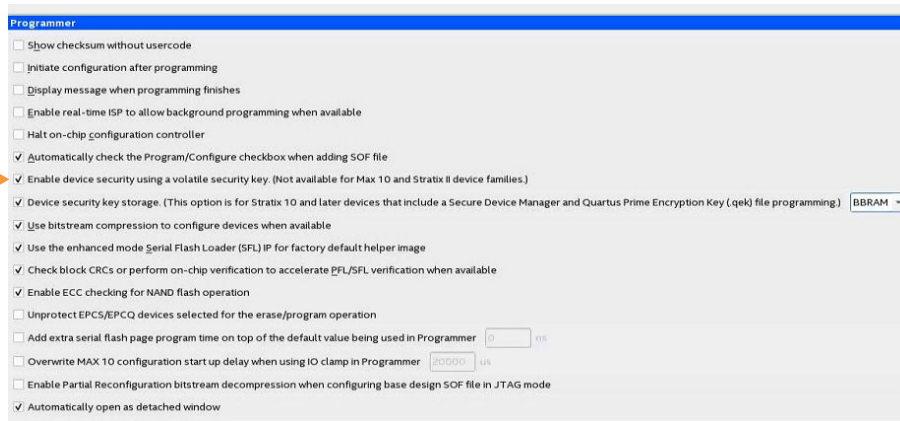 Programmer
Show checksum without usercode
Initiate configuration after programming
Display message when programming finishes
Enable real-time ISP to allow background programming when available
Halt on-chip configuration controller
Automatically check the Program/Configure checkbox when adding SOF file
Enable device security using a volatile security key. (Not available for Max 10 and Stratix II device families.)
Device security key storage. (This option is for Stratix 10 and later devices that include a Secure Device Manager and Quartus Prime Encryption Key (.qek) file programming.) BBRAM
Use bitstream compression to configure devices when available
Use the enhanced mode Serial Flash Loader (SFL) IP for factory default helper image
Check block CRCs or perform on-chip verification to accelerate PFL/SFL verification when available
Enable ECC checking for NAND flash operation
Unprotect EPCS/EPCQ devices selected for the erase/program operation
Add extra serial flash page program time on top of the default value being used in Programmer 0 ns
Overwrite MAX 10 configuration start up delay when using IO clamp in Programmer 20000 us
Enable Partial Reconfiguration bitstream decompression when configuring base design SOF file in JTAG mode
Automatically open as detached window